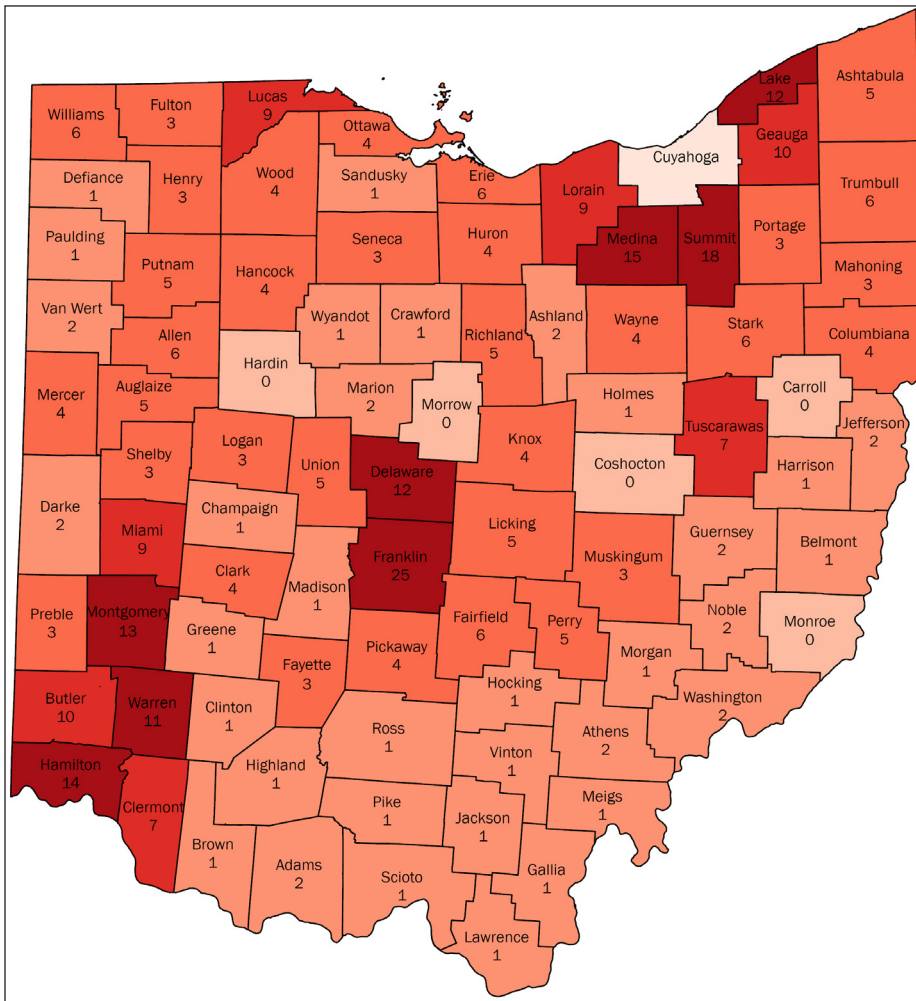 Williams
6
Fulton
3
Lucas
9
Ottawa
4
Lake
12
Ashtabula
5
Geauga
10
Cuyahoga
Defiance
1
Henry
3
Wood
4
Sandusky
1
Erie
6
Lorain
9
Trumbull
6
Paulding
1
Putnam
5
Hancock
4
Seneca
3
Huron
4
Medina
15
Summit
18
Portage
3
Mahoning
3
Van Wert
2
Allen
6
Wyandot
1
Crawford
1
Richland
5
Ashland
2
Wayne
4
Stark
6
Columbiana
4
Hardin
0
Mercer
4
Auglaize
5
Marion
2
Morrow
0
Holmes
1
Tuscarawas
7
Carroll
0
Jefferson
2
Shelby
3
Logan
3
Union
5
Delaware
12
Knox
4
Coshocton
0
Harrison
1
Darke
2
Miami
9
Champaign
1
Licking
5
Guernsey
2
Belmont
1
Clark
4
Madison
1
Franklin
25
Muskingum
3
Preble
3
Montgomery
13
Greene
1
Fayette
3
Pickaway
4
Fairfield
6
Perry
5
Morgan
1
Noble
2
Monroe
0
Butler
10
Warren
11
Clinton
1
Ross
1
Hocking
1
Athens
2
Washington
2
Hamilton
14
Clermont
7
Highland
1
Vinton
1
Pike
1
Jackson
1
Meigs
1
Brown
1
Adams
2
Scioto
1
Gallia
1
Lawrence
1